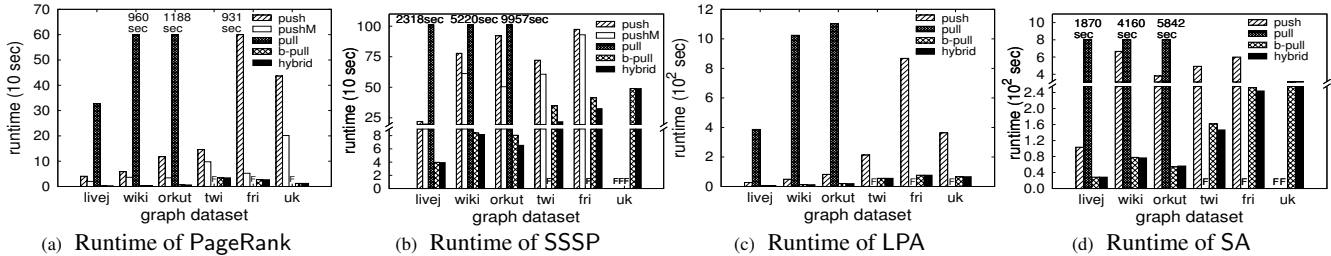 960
sec
1188
sec
931
sec
70
60
50
40
30
20
10
0
runtime (10 sec)
push
pushM
pull
b-pull
hybrid
F
F
F
livej wiki orkut twi fri uk
graph dataset
(a) Runtime of PageRank
2318sec 5220sec 9957sec
100
75
50
25
8
6
4
2
0
runtime (10 sec)
push
pushM
pull
b-pull
hybrid
F
F
FFF
livej wiki orkut twi fri uk
graph dataset
(b) Runtime of SSSP
12
10
8
6
4
2
0
runtime (10² sec)
push
pull
b-pull
hybrid
F
F
F
livej wiki orkut twi fri uk
graph dataset
(c) Runtime of LPA
1870
sec
4160
sec
5842
sec
10
8
6
4
2.4
2.0
1.6
1.2
0.8
0.4
0.0
runtime (10² sec)
push
pull
b-pull
hybrid
F
F
FF
livej wiki orkut twi fri uk
graph dataset
(d) Runtime of SA